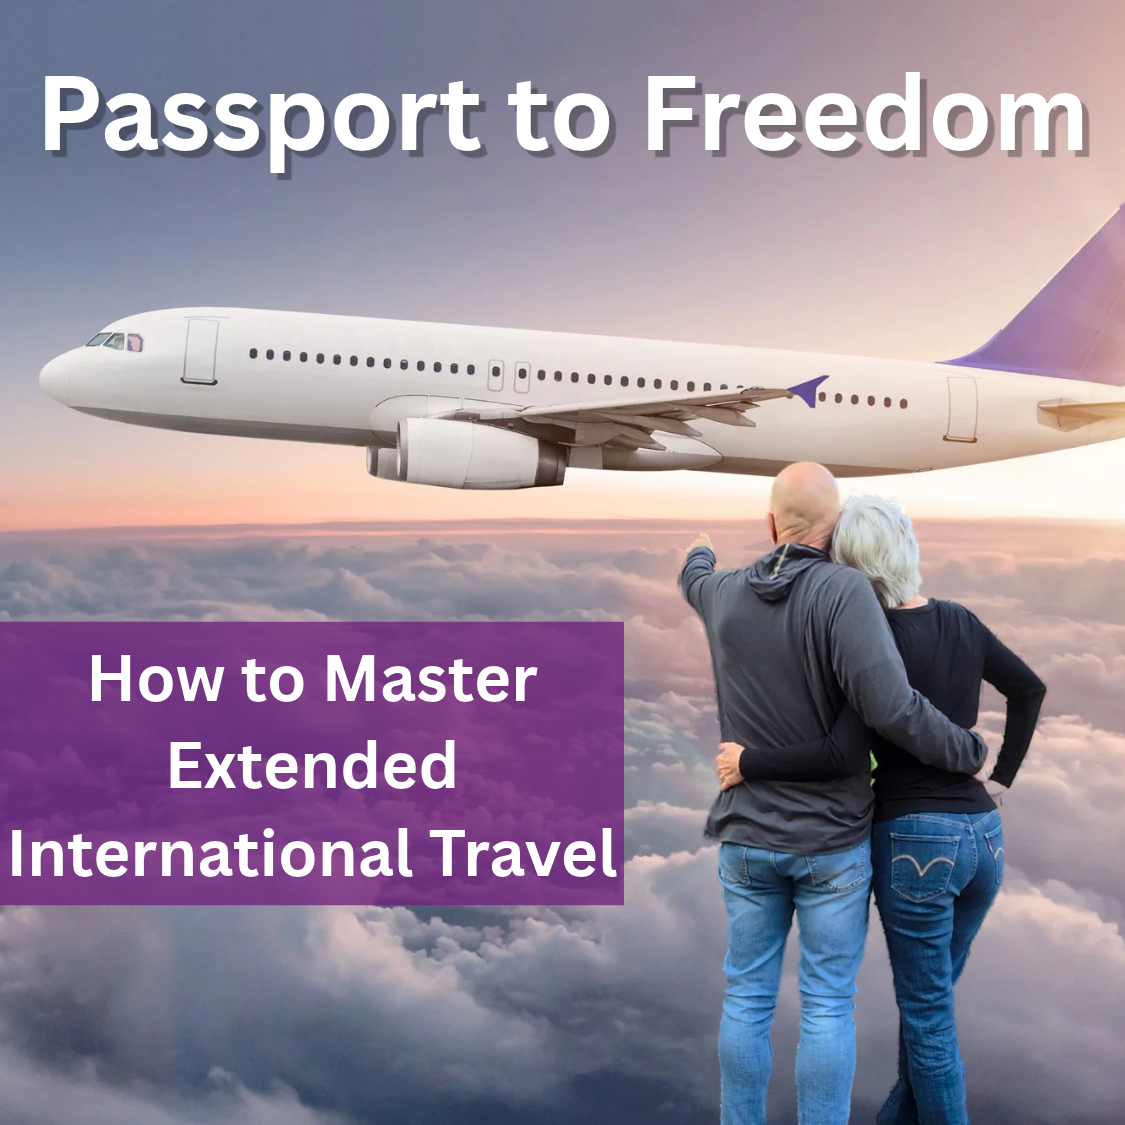 Passport to Freedom
How to Master
Extended
International Travel